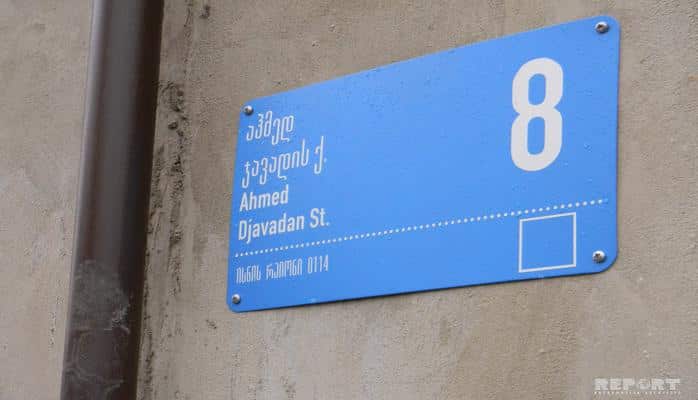 აჰმედ
ჯავადის ქ.
Ahmed
Djavadan St.
8
ისნის რაიონი 0114
REPORT